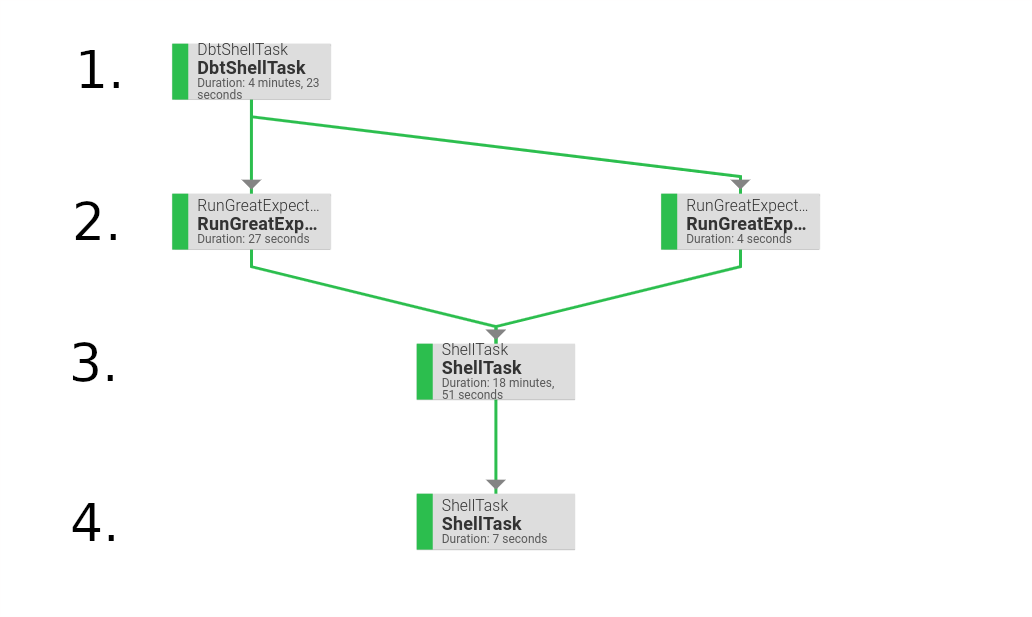 1.
DbtShellTask
DbtShellTask
Duration: 4 minutes, 23
seconds
2.
RunGreatExpect...
RunGreatExp...
Duration: 27 seconds
RunGreatExpect...
RunGreatExp...
Duration: 4 seconds
3.
ShellTask
ShellTask
Duration: 18 minutes,
51 seconds
4.
ShellTask
ShellTask
Duration: 7 seconds